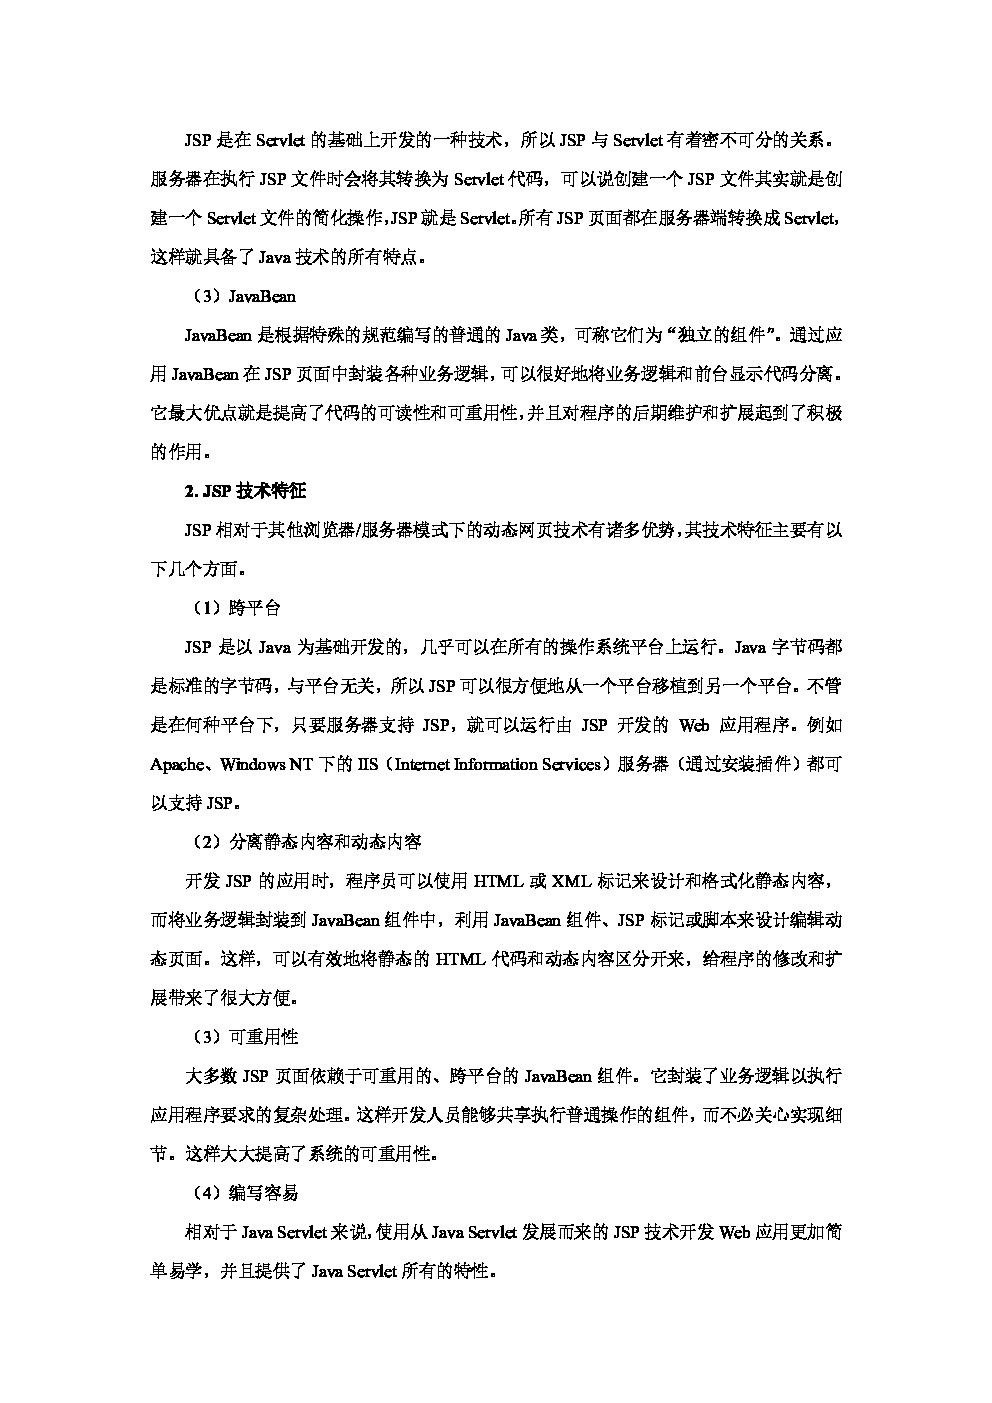 JSP 是在 Servlet 的基础上开发的一种技术，所以 JSP 与 Servlet 有着密不可分的关系。
服务器在执行 JSP 文件时会将其转换为 Servlet 代码，可以说创建一个 JSP 文件其实就是创
建一个 Servlet 文件的简化操作，JSP 就是 Servlet。所有 JSP 页面都在服务器端转换成 Servlet，
这样就具备了 Java 技术的所有特点。
（3）JavaBean
JavaBean 是根据特殊的规范编写的普通的 Java 类，可称它们为“独立的组件”。通过应
用 JavaBean 在 JSP 页面中封装各种业务逻辑，可以很好地将业务逻辑和前台显示代码分离。
它最大优点就是提高了代码的可读性和可重用性，并且对程序的后期维护和扩展起到了积极
的作用。
2. JSP 技术特征
JSP 相对于其他浏览器/服务器模式下的动态网页技术有诸多优势，其技术特征主要有以
下几个方面。
（1）跨平台
JSP 是以 Java 为基础开发的，几乎可以在所有的操作系统平台上运行。Java 字节码都
是标准的字节码，与平台无关，所以 JSP 可以很方便地从一个平台移植到另一个平台。不管
是在何种平台下，只要服务器支持 JSP，就可以运行由 JSP 开发的 Web 应用程序。例如
Apache、Windows NT 下的 IIS（Internet Information Services）服务器（通过安装插件）都可
以支持 JSP。
（2）分离静态内容和动态内容
开发 JSP 的应用时，程序员可以使用 HTML 或 XML 标记来设计和格式化静态内容，
而将业务逻辑封装到 JavaBean 组件中，利用 JavaBean 组件、JSP 标记或脚本来设计编辑动
态页面。这样，可以有效地将静态的 HTML 代码和动态内容区分开来，给程序的修改和扩
展带来了很大方便。
（3）可重用性
大多数 JSP 页面依赖于可重用的、跨平台的 JavaBean 组件。它封装了业务逻辑以执行
应用程序要求的复杂处理。这样开发人员能够共享执行普通操作的组件，而不必关心实现细
节。这样大大提高了系统的可重用性。
（4）编写容易
相对于 Java Servlet 来说，使用从 Java Servlet 发展而来的 JSP 技术开发 Web 应用更加简
单易学，并且提供了 Java Servlet 所有的特性。